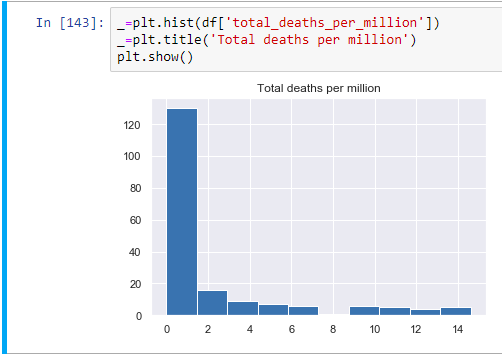 In [143]: _=plt.hist(df['total_deaths_per_million'])
_=plt.title('Total deaths per million')
plt.show()
Total deaths per million
120
100
80
60
40
20
0
0 2 4 6 8 10 12 14